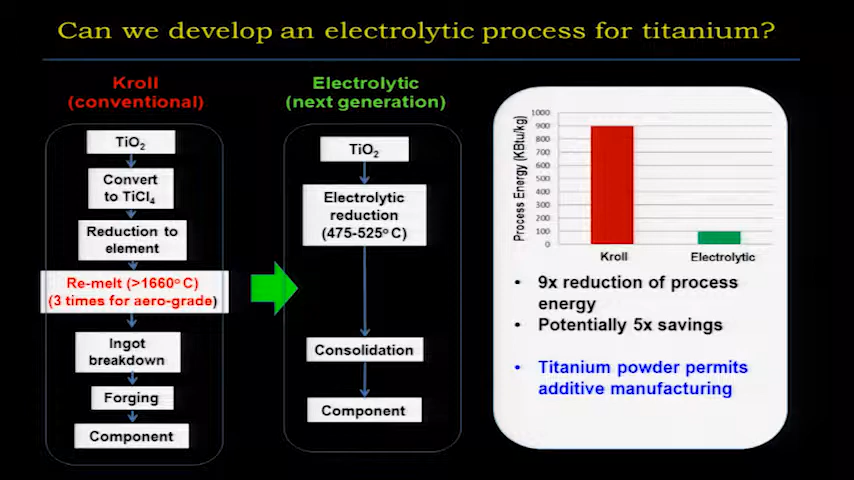 Can we develop an electrolytic process for titanium?
Kroll
(conventional)
TiO₂
Convert
to TiCl₄
Reduction to
element
Re-melt (>1660° C)
(3 times for aero-grade)
Ingot
breakdown
Forging
Component
Electrolytic
(next generation)
TiO₂
Electrolytic
reduction
(475-525° C)
Consolidation
Component
Process Energy (KBtu/kg)
1000
900
800
700
600
500
400
300
200
100
0
Kroll
Electrolytic
• 9x reduction of process
energy
• Potentially 5x savings
• Titanium powder permits
additive manufacturing